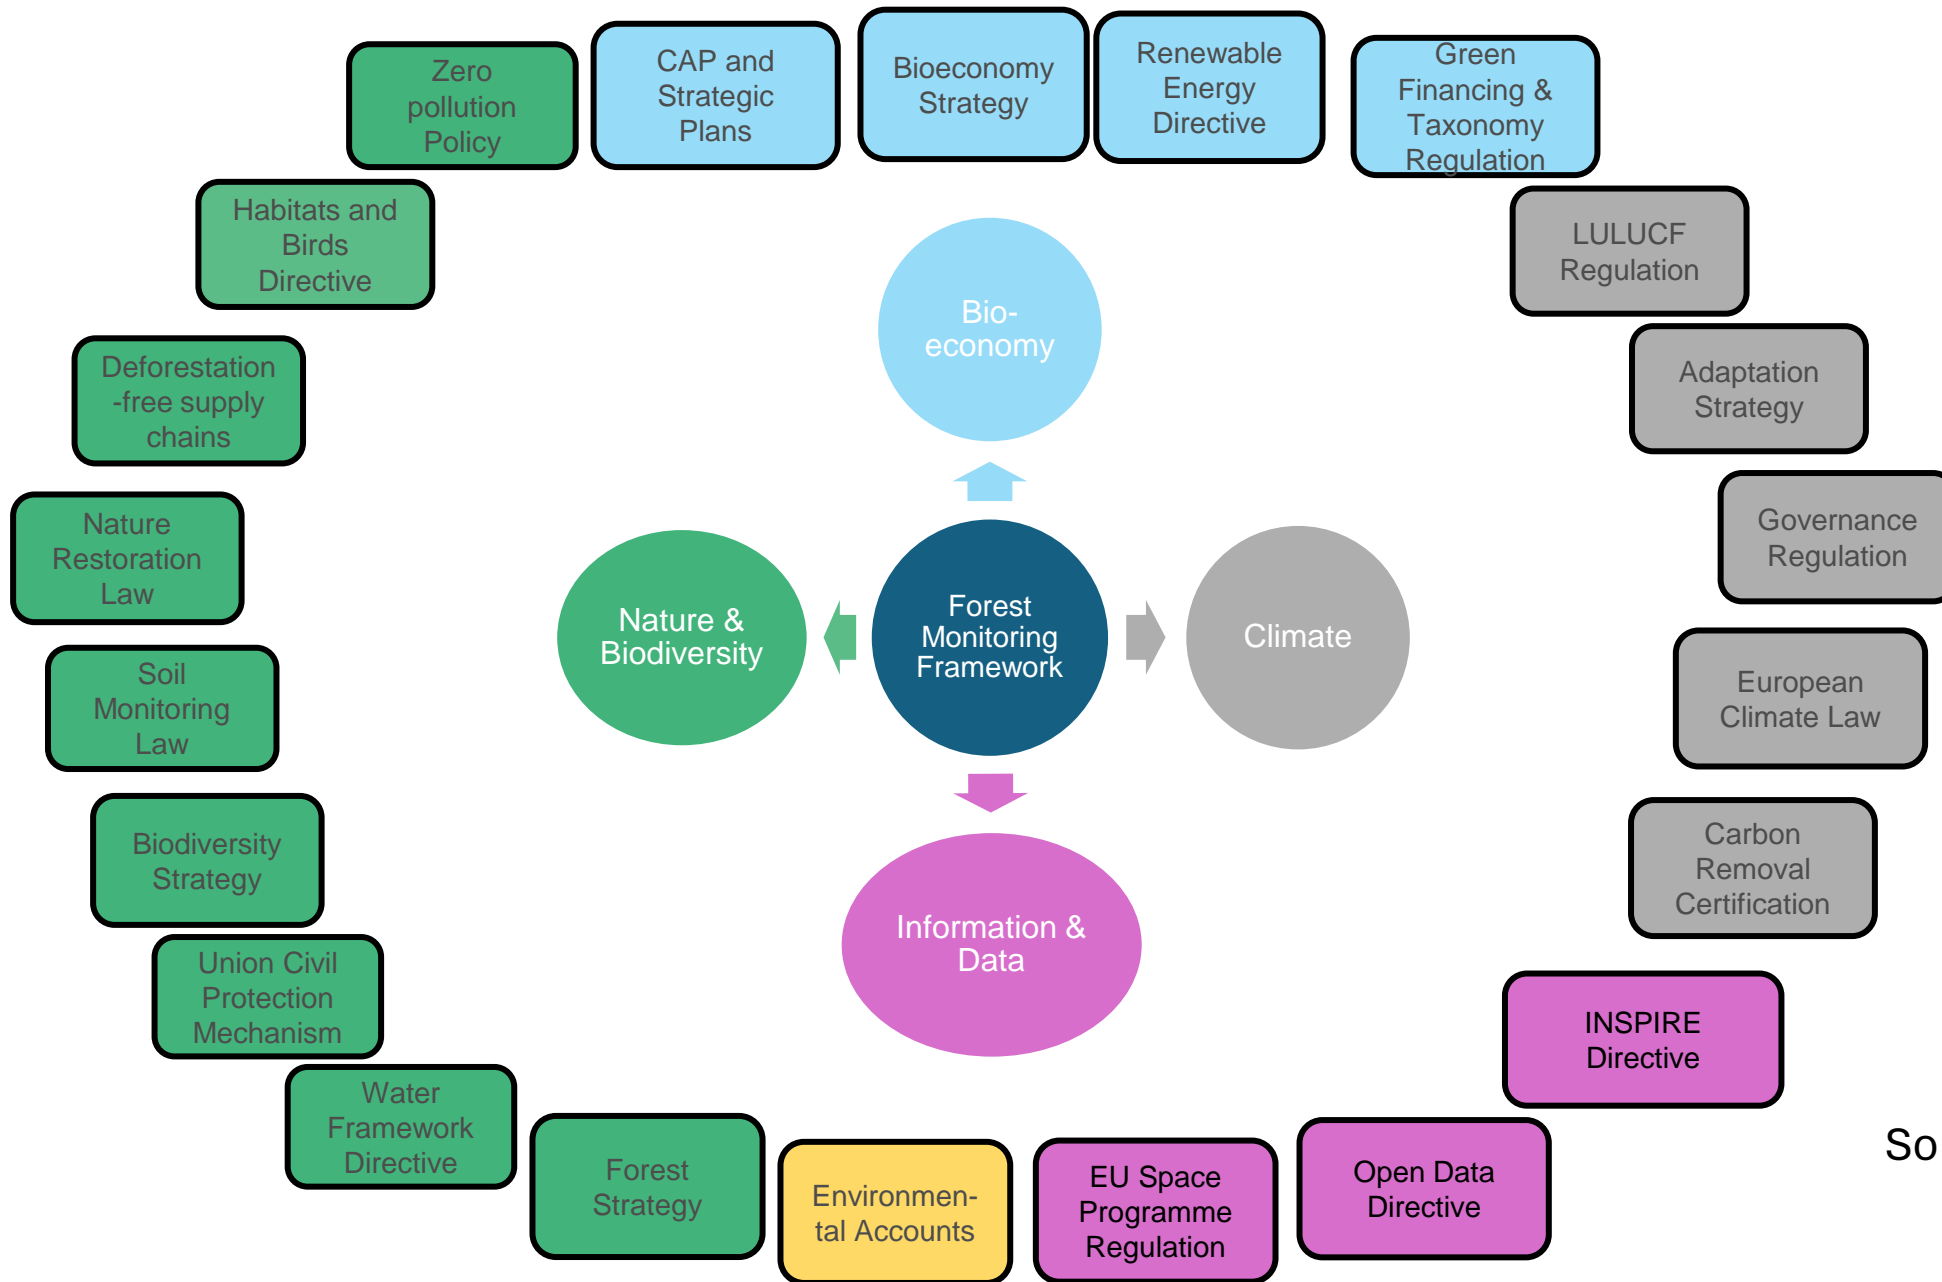 Zero
pollution
Policy
CAP and
Strategic
Plans
Bioeconomy
Strategy
Renewable
Energy
Directive
Green
Financing &
Taxonomy
Regulation
Habitats and
Birds
Directive
LULUCF
Regulation
Bio-
economy
Deforestation
-free supply
chains
Adaptation
Strategy
Nature
Restoration
Law
Governance
Regulation
Nature &
Biodiversity
Forest
Monitoring
Framework
Climate
Soil
Monitoring
Law
European
Climate Law
Biodiversity
Strategy
Carbon
Removal
Certification
Information &
Data
Union Civil
Protection
Mechanism
INSPIRE
Directive
Water
Framework
Directive
Forest
Strategy
Environmen-
tal Accounts
EU Space
Programme
Regulation
Open Data
Directive
So